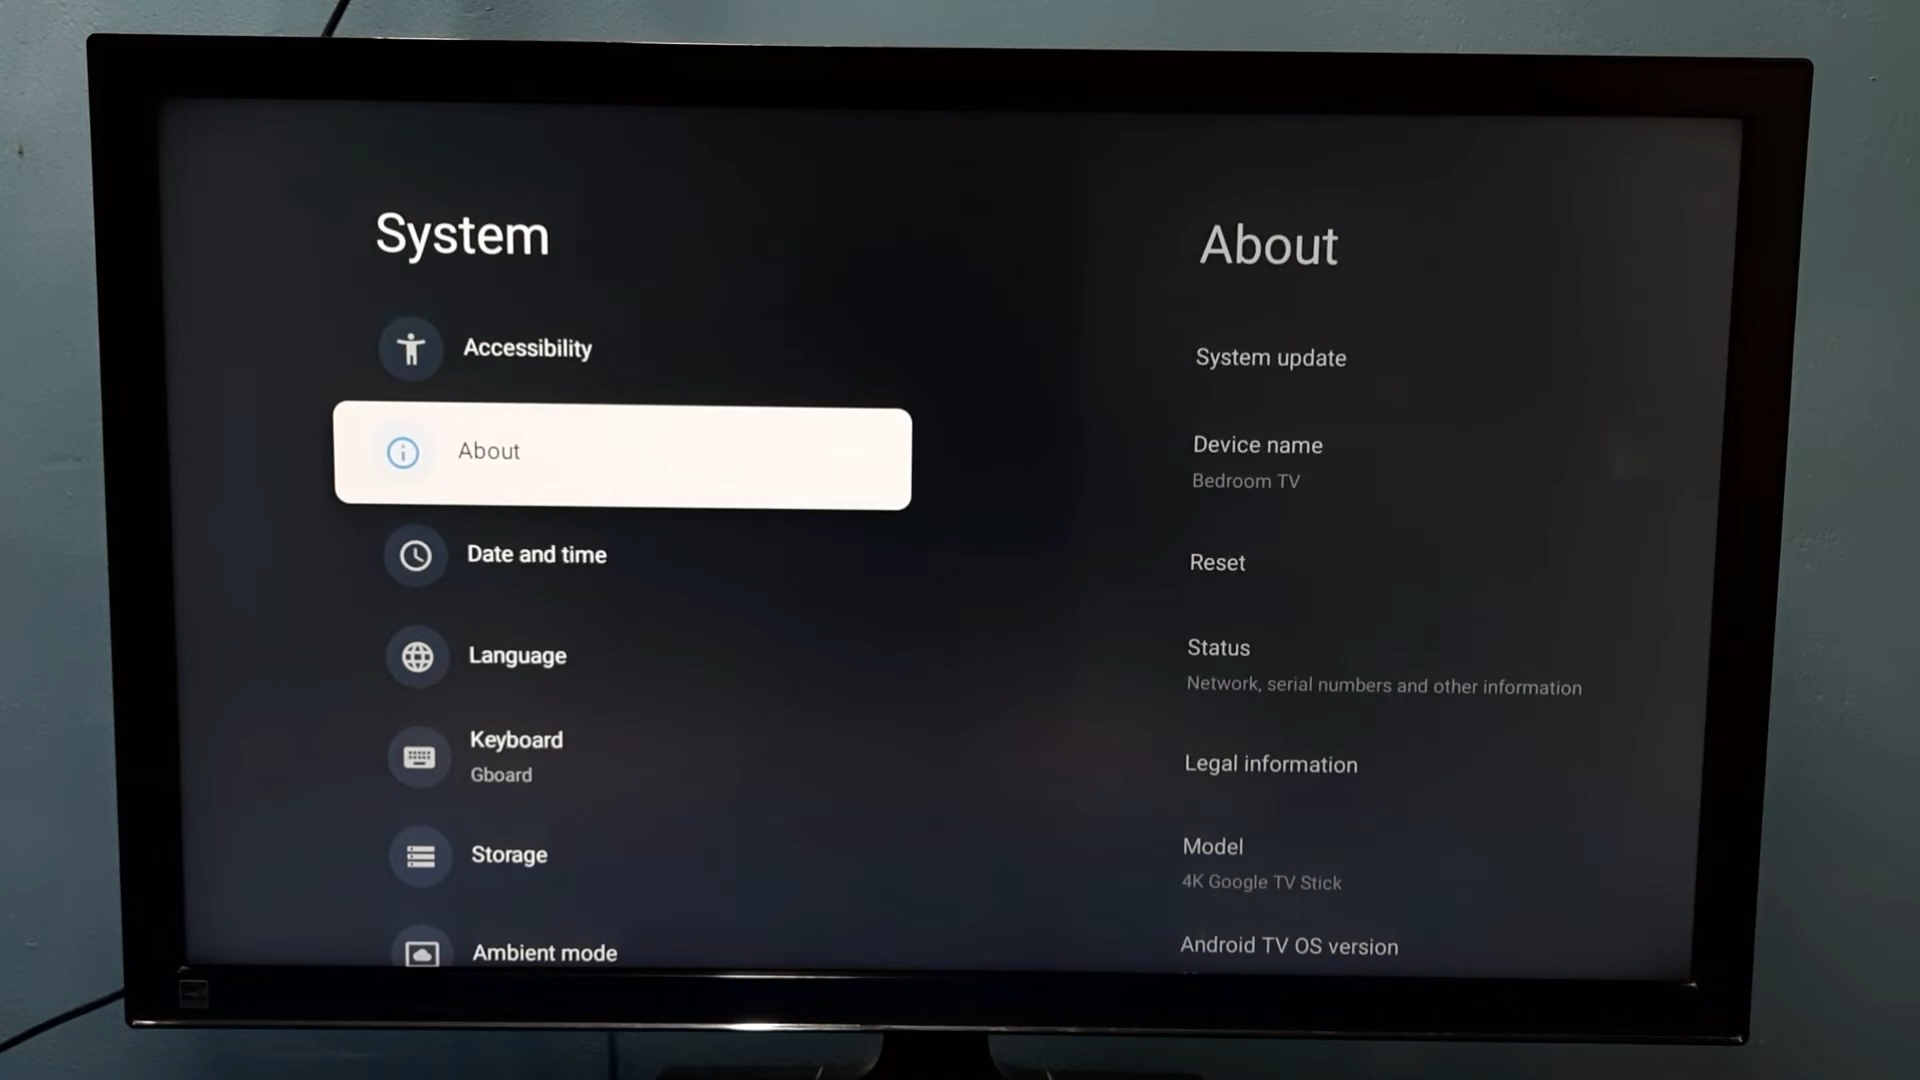 System
Accessibility
About
Date and time
Language
Keyboard
Gboard
Storage
Ambient mode
About
System update
Device name
Bedroom TV
Reset
Status
Network, serial numbers and other information
Legal information
Model
4K Google TV Stick
Android TV OS version